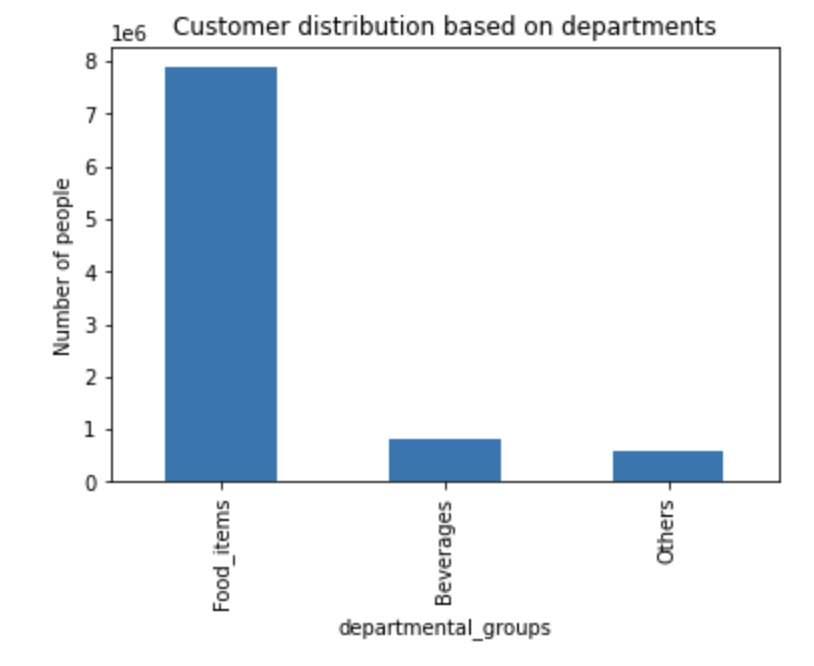 1e6
Customer distribution based on departments
8
7
6
5
4
3
2
1
0
Number of people
Food_items
Beverages
Others
departmental_groups